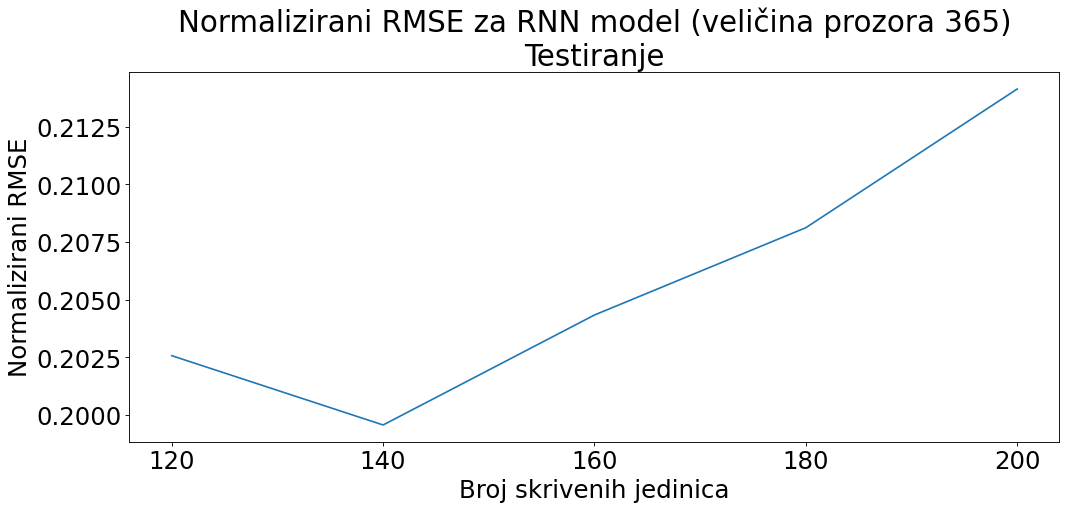 Normalizirani RMSE za RNN model (veličina prozora 365)
Testiranje
Normalizirani RMSE
0.2125
0.2100
0.2075
0.2050
0.2025
0.2000
120 140 160 180 200
Broj skrivenih jedinica